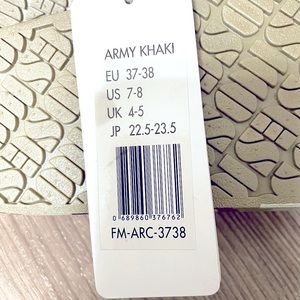 ARMY KHAKI
EU 37-38
US 7-8
UK 4-5
JP 22.5-23.5
0 689860 376762
FM-ARC-3738